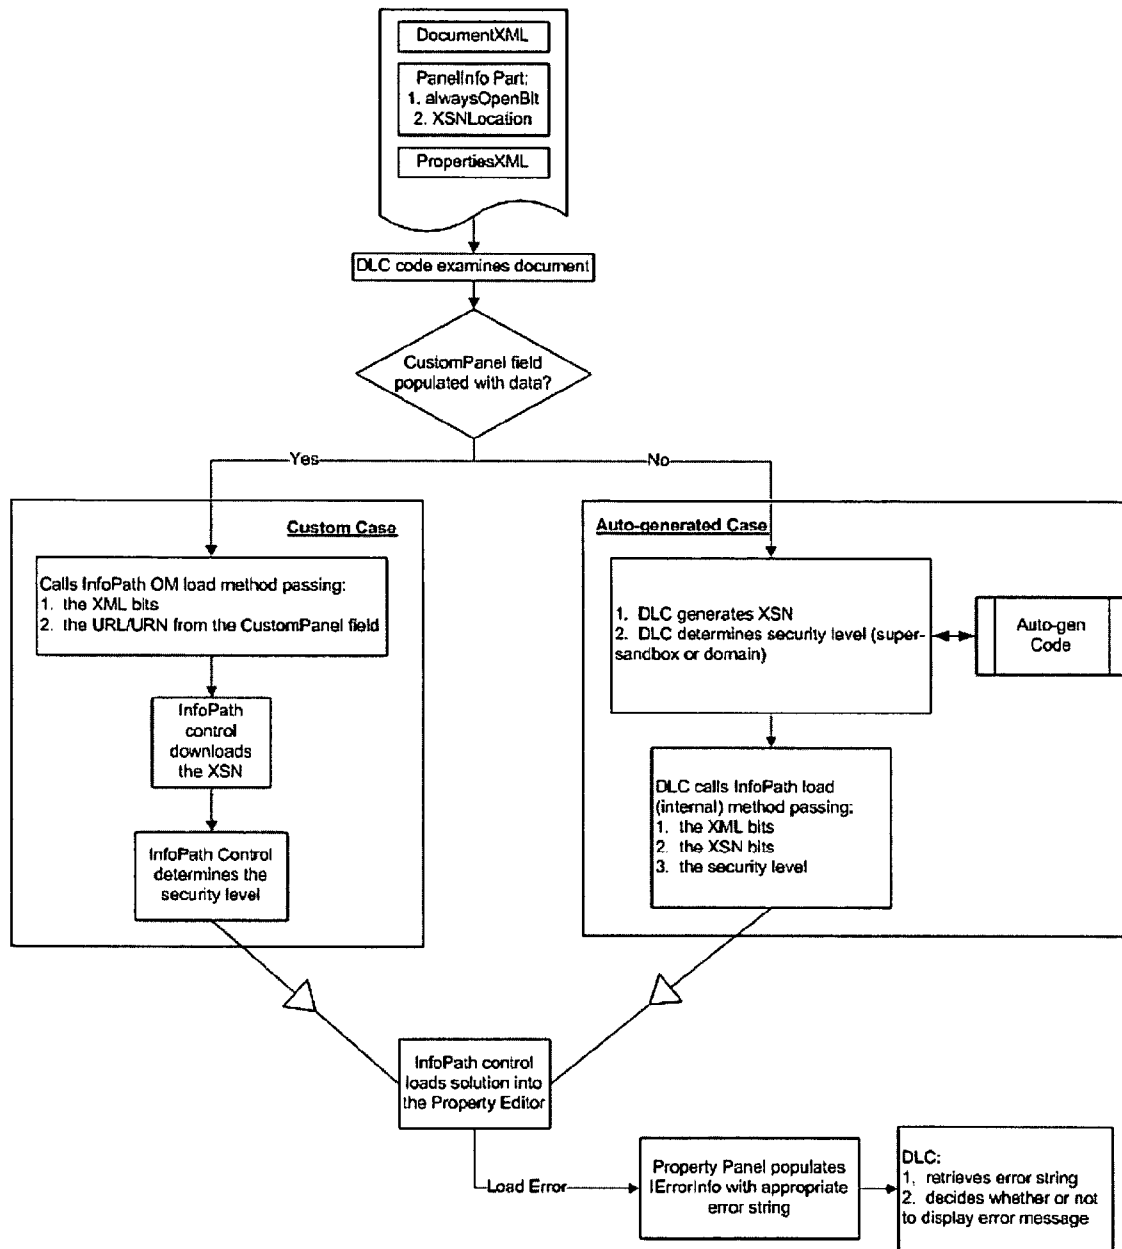 DocumentXML
PanelInfo Part:
1. alwaysOpenBit
2. XSNLocation
PropertiesXML
DLC code examines document
CustomPanel field
populated with data?
Yes
No
Custom Case
Calls InfoPath OM load method passing:
1. the XML bits
2. the URL/URN from the CustomPanel field
InfoPath
control
downloads
the XSN
InfoPath Control
determines the
security level
Auto-generated Case
1. DLC generates XSN
2. DLC determines security level (super-
sandbox or domain)
Auto-gen
Code
DLC calls InfoPath load
(internal) method passing:
1. the XML bits
2. the XSN bits
3. the security level
InfoPath control
loads solution into
the Property Editor
Load Error
Property Panel populates
IErrorInfo with appropriate
error string
DLC:
1. retrieves error string
2. decides whether or not
to display error message